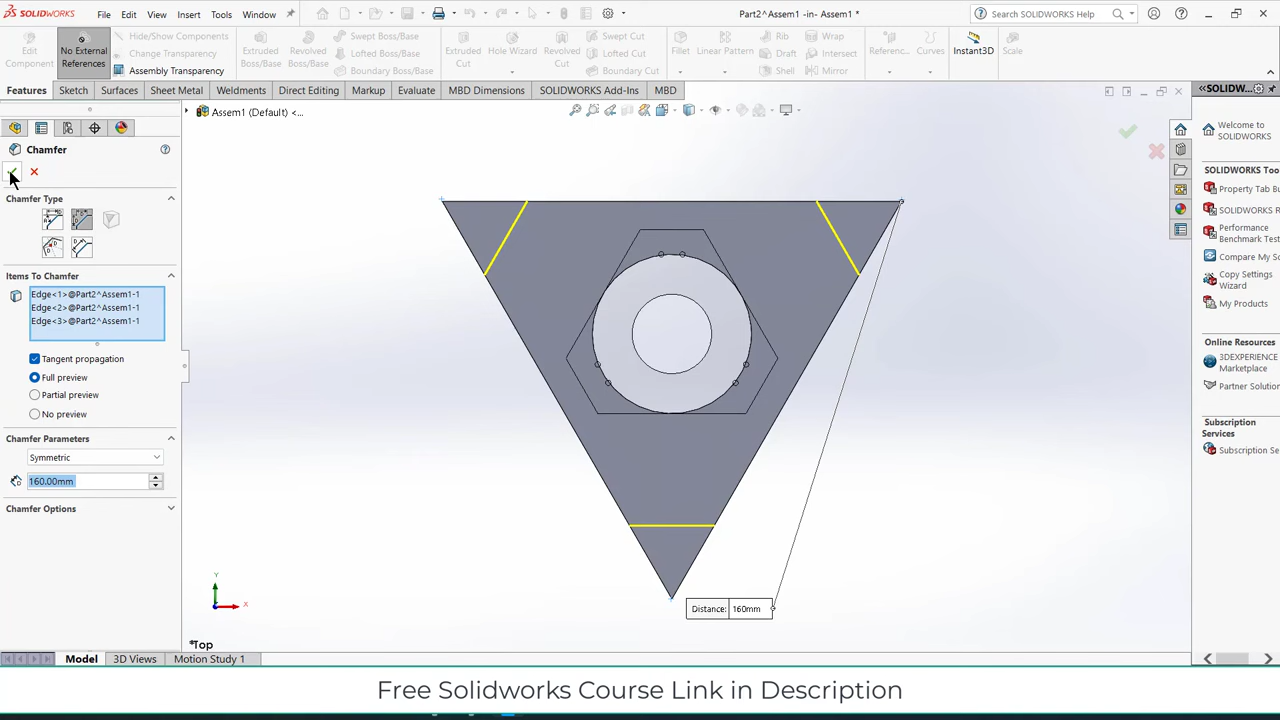 SOLIDWORKS
File Edit View Insert Tools Window
Part2^Assem1 -in- Assem1 *
Search SOLIDWORKS Help
Edit Component
No External References
Hide/Show Components
Change Transparency
Assembly Transparency
Extruded Boss/Base
Revolved Boss/Base
Swept Boss/Base
Lofted Boss/Base
Boundary Boss/Base
Extruded Cut
Hole Wizard
Revolved Cut
Swept Cut
Lofted Cut
Boundary Cut
Fillet
Linear Pattern
Rib
Draft
Shell
Wrap
Intersect
Mirror
Referenc...
Curves
Instant3D
Scale
Features Sketch Surfaces Sheet Metal Weldments Direct Editing Markup Evaluate MBD Dimensions SOLIDWORKS Add-Ins MBD
«SOLIDW...
Assem1 (Default) <...
Chamfer
Chamfer Type
Items To Chamfer
Edge<1>@Part2^Assem1-1
Edge<2>@Part2^Assem1-1
Edge<3>@Part2^Assem1-1
Tangent propagation
Full preview
Partial preview
No preview
Chamfer Parameters
Symmetric
160.00mm
Chamfer Options
Distance: 160mm
Y
X
*Top
Welcome to SOLIDWORKS
SOLIDWORKS Too
Property Tab Bu
SOLIDWORKS R
Performance Benchmark Test
Compare My So
Copy Settings Wizard
My Products
Online Resources
3DEXPERIENCE Marketplace
Partner Solution
Subscription Services
Subscription Se
Model 3D Views Motion Study 1
Free Solidworks Course Link in Description